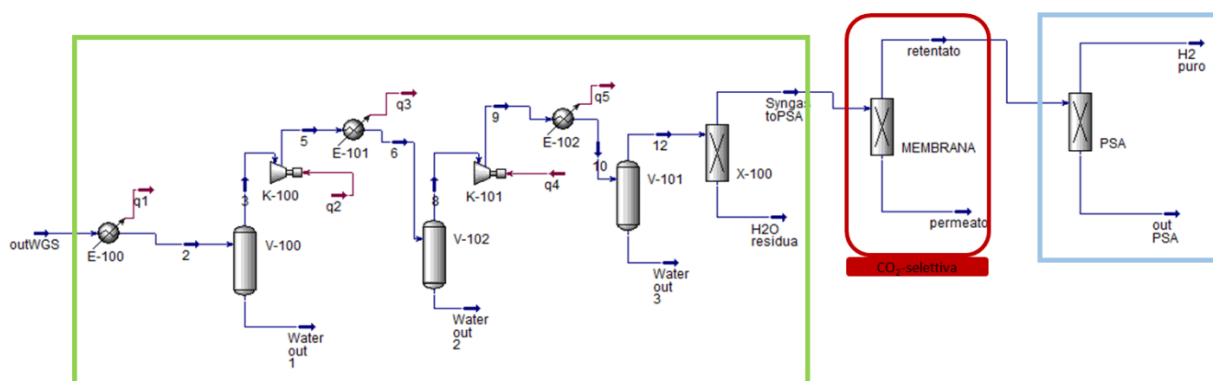 outWGS
q1
E-100
2
V-100
Water
out
1
3
K-100
q2
5
q3
E-101
6
V-102
Water
out
2
8
K-101
q4
9
q5
E-102
10
V-101
Water
out
3
12
X-100
H2O
residua
Syngas
toPSA
retentato
MEMBRANA
permeato
CO₂-selettiva
PSA
H2
puro
out
PSA